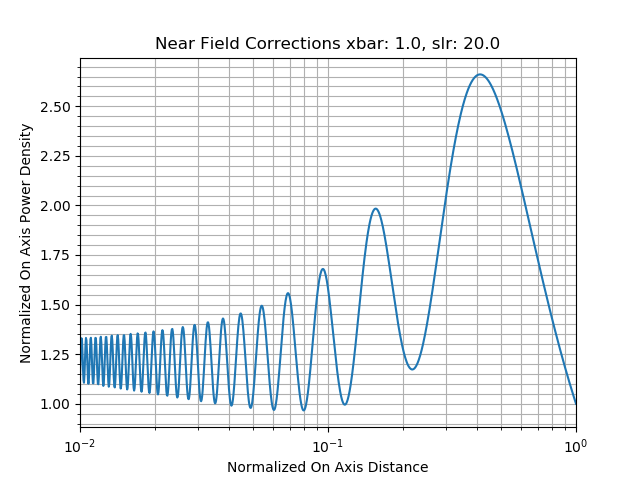 Near Field Corrections xbar: 1.0, slr: 20.0
Normalized On Axis Power Density
2.50
2.25
2.00
1.75
1.50
1.25
1.00
10⁻² 10⁻¹ 10⁰
Normalized On Axis Distance